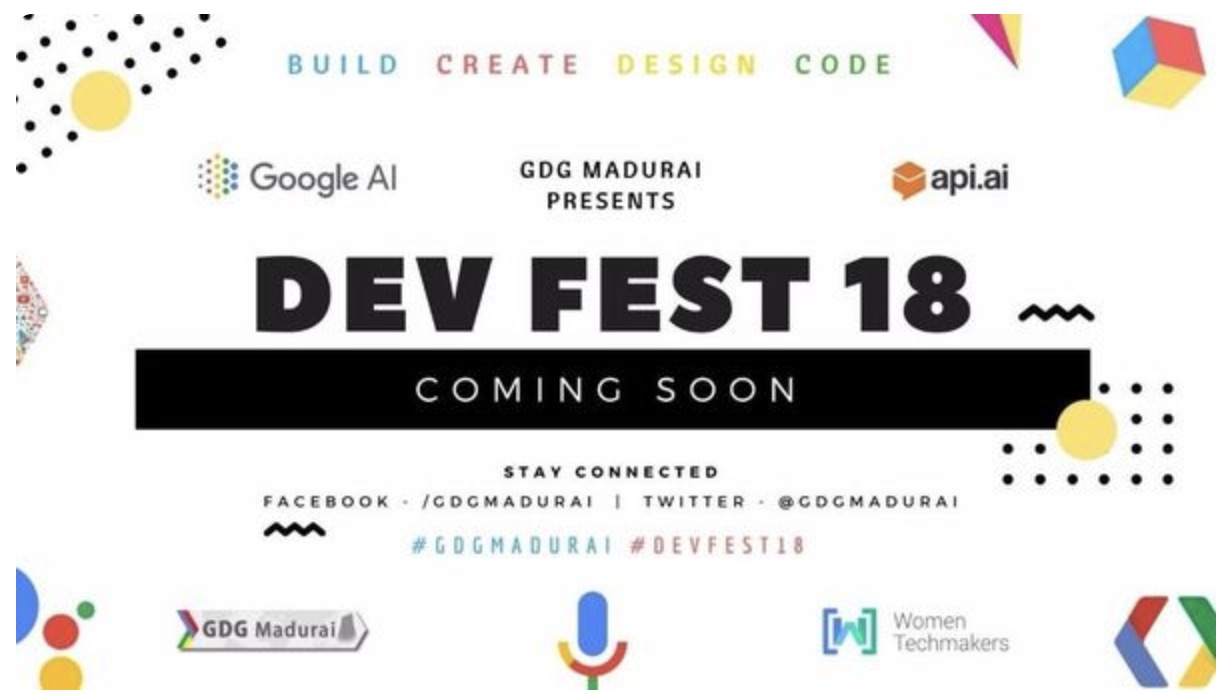 BUILD CREATE DESIGN CODE
Google AI
GDG MADURAI
PRESENTS
api.ai
DEV FEST 18
COMING SOON
STAY CONNECTED
FACEBOOK - /GDGMADURAI | TWITTER - @GDGMADURAI
#GDGMADURAI #DEVFEST18
GDG Madurai
Women
Techmakers